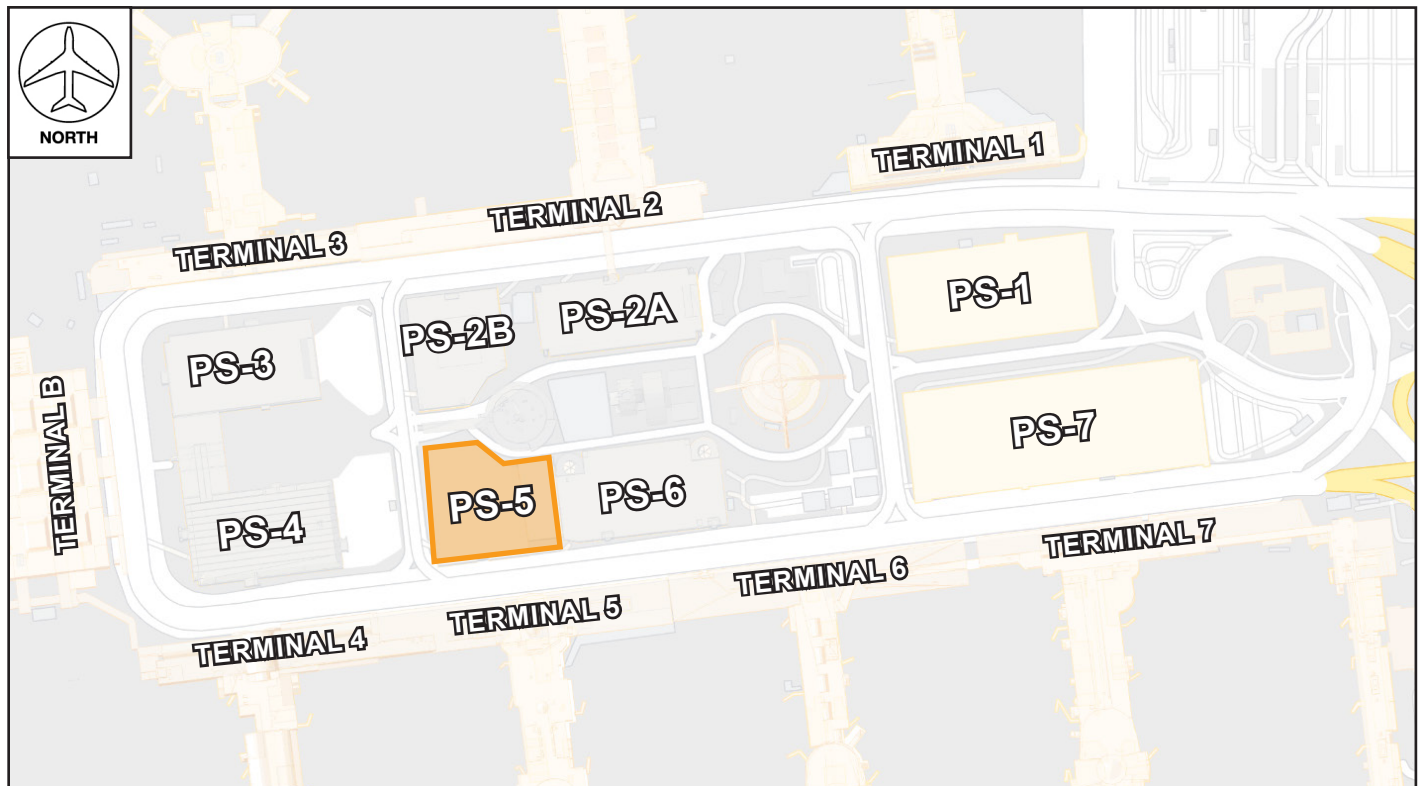 NORTH
TERMINAL 1
TERMINAL 2
TERMINAL 3
PS-1
PS-2A
PS-2B
PS-3
TERMINAL B
PS-7
PS-6
PS-5
PS-4
TERMINAL 7
TERMINAL 6
TERMINAL 5
TERMINAL 4